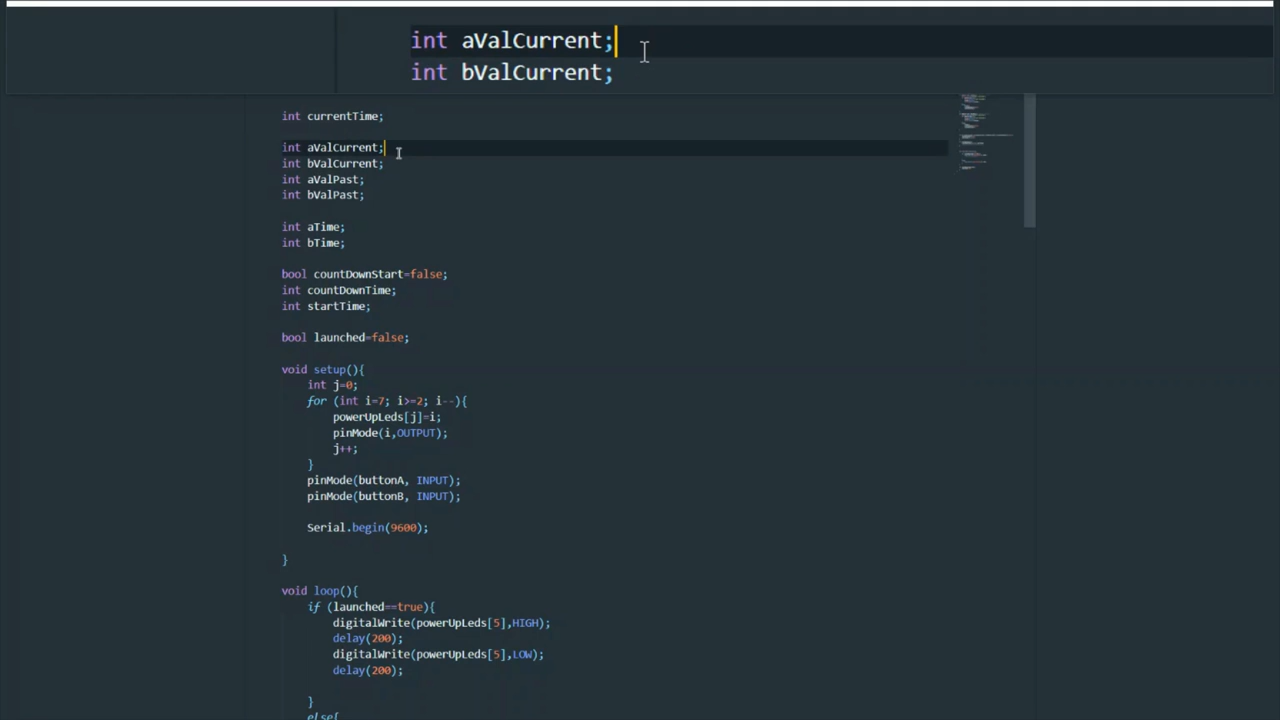 int aValCurrent;
int bValCurrent;
int currentTime;
int aValCurrent;
int bValCurrent;
int aValPast;
int bValPast;
int aTime;
int bTime;
bool countDownStart=false;
int countDownTime;
int startTime;
bool launched=false;
void setup(){
int j=0;
for (int i=7; i>=2; i--){
powerUpLeds[j]=i;
pinMode(i,OUTPUT);
j++;
}
pinMode(buttonA, INPUT);
pinMode(buttonB, INPUT);
Serial.begin(9600);
}
void loop(){
if (launched==true){
digitalWrite(powerUpLeds[5],HIGH);
delay(200);
digitalWrite(powerUpLeds[5],LOW);
delay(200);
}
else{